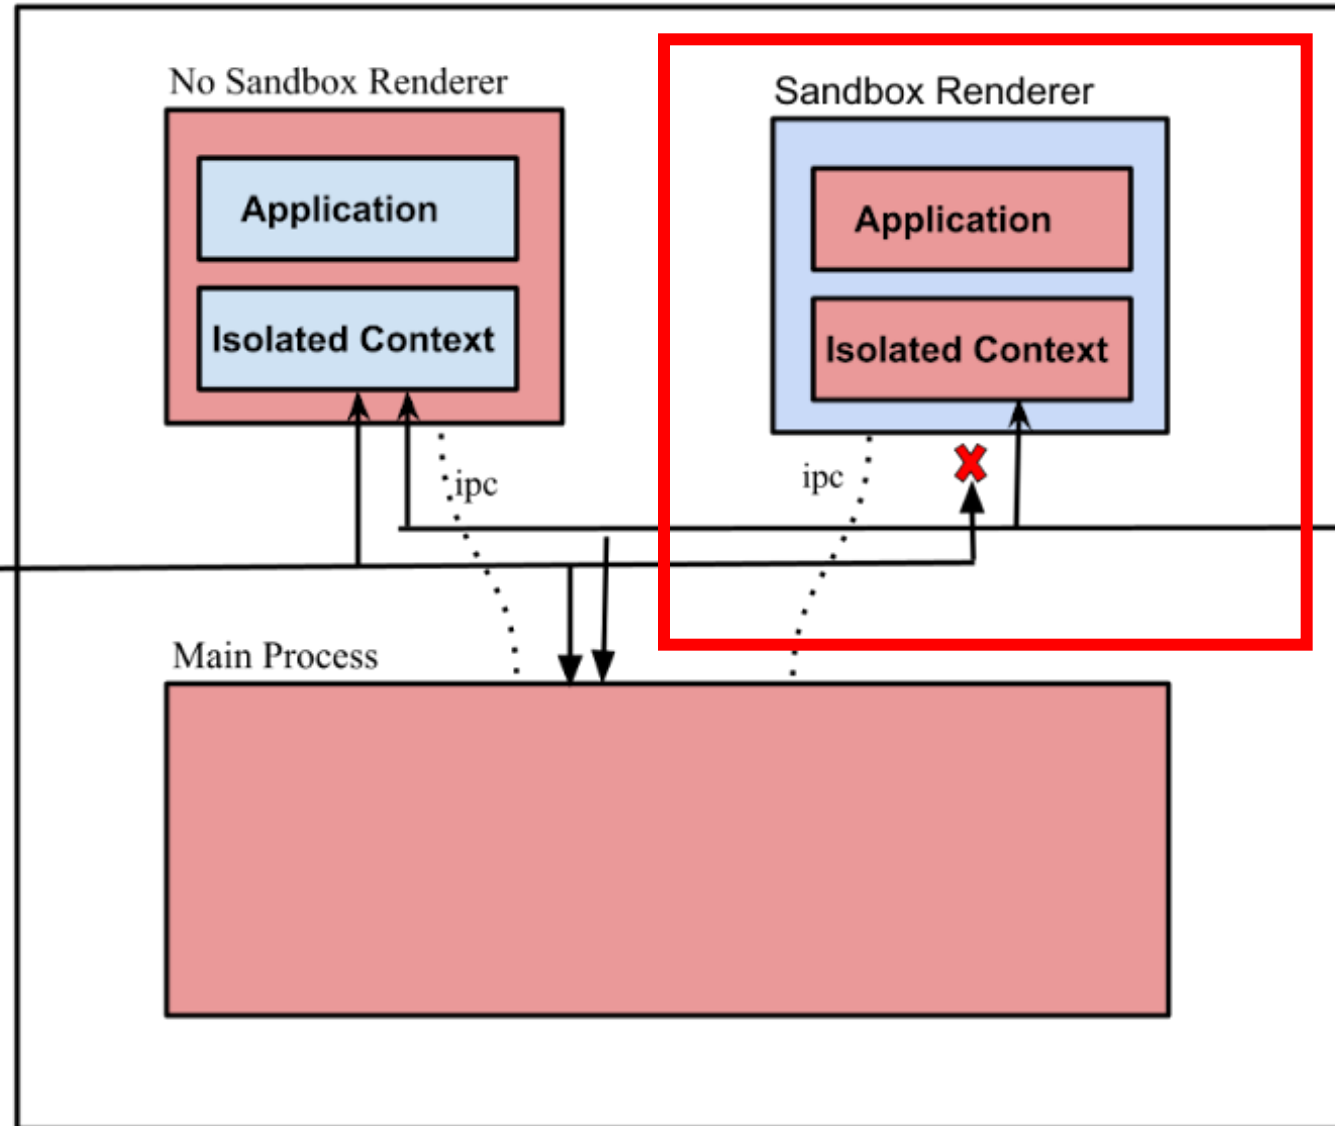 No Sandbox Renderer
Sandbox Renderer
Application
Application
Isolated Context
Isolated Context
ipc
ipc
Main Process